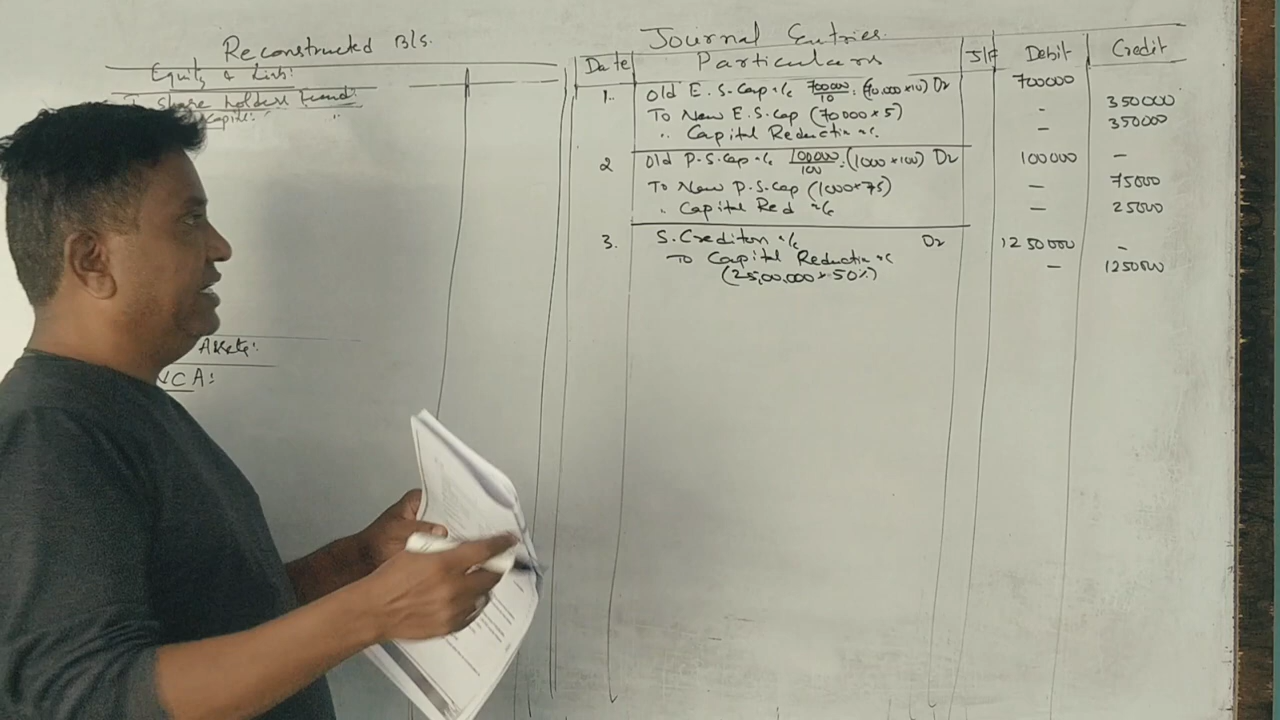 Reconstructed B/s.
Equity & Liab:
I share holders fund
Capital: "
Assets:
NCA:
Journal Entries
Date Particulars J/F Debit Credit
1. Old E.S.Cap a/c 700000/10 : (70,000×10) Dr 700000
To New E.S.Cap (70000×5) - 350000
" Capital Reduction a/c. - 350000
2 Old P.S.Cap a/c 100000/100 : (1000×100) Dr 100000 -
To New P.S.Cap (1000×75) - 75000
" Capital Red a/c - 25000
3. S.Creditors a/c Dr 1250000 -
To Capital Reduction a/c - 1250000
(25,00,000×50%)